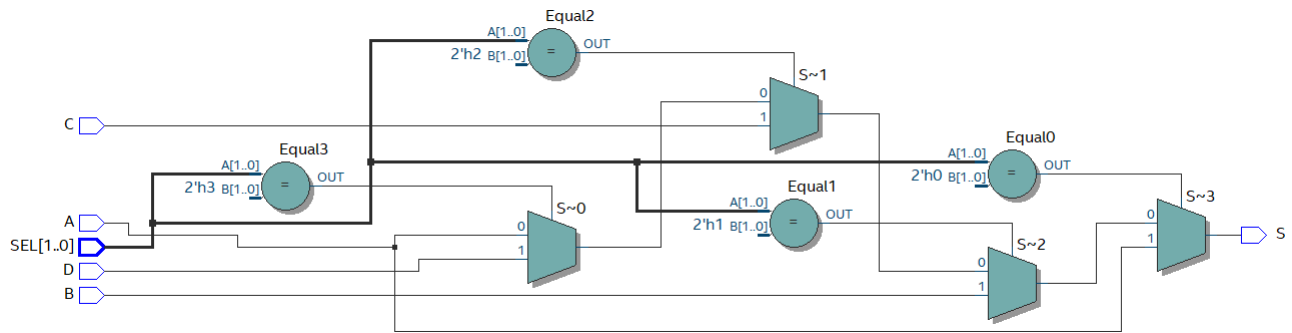 Equal2
A[1..0]
2'h2 B[1..0]
=
OUT
S~1
0
1
C
Equal3
A[1..0]
2'h3 B[1..0]
=
OUT
Equal0
A[1..0]
2'h0 B[1..0]
=
OUT
Equal1
A[1..0]
2'h1 B[1..0]
=
OUT
A
SEL[1..0]
D
B
S~0
0
1
S~2
0
1
S~3
0
1
S